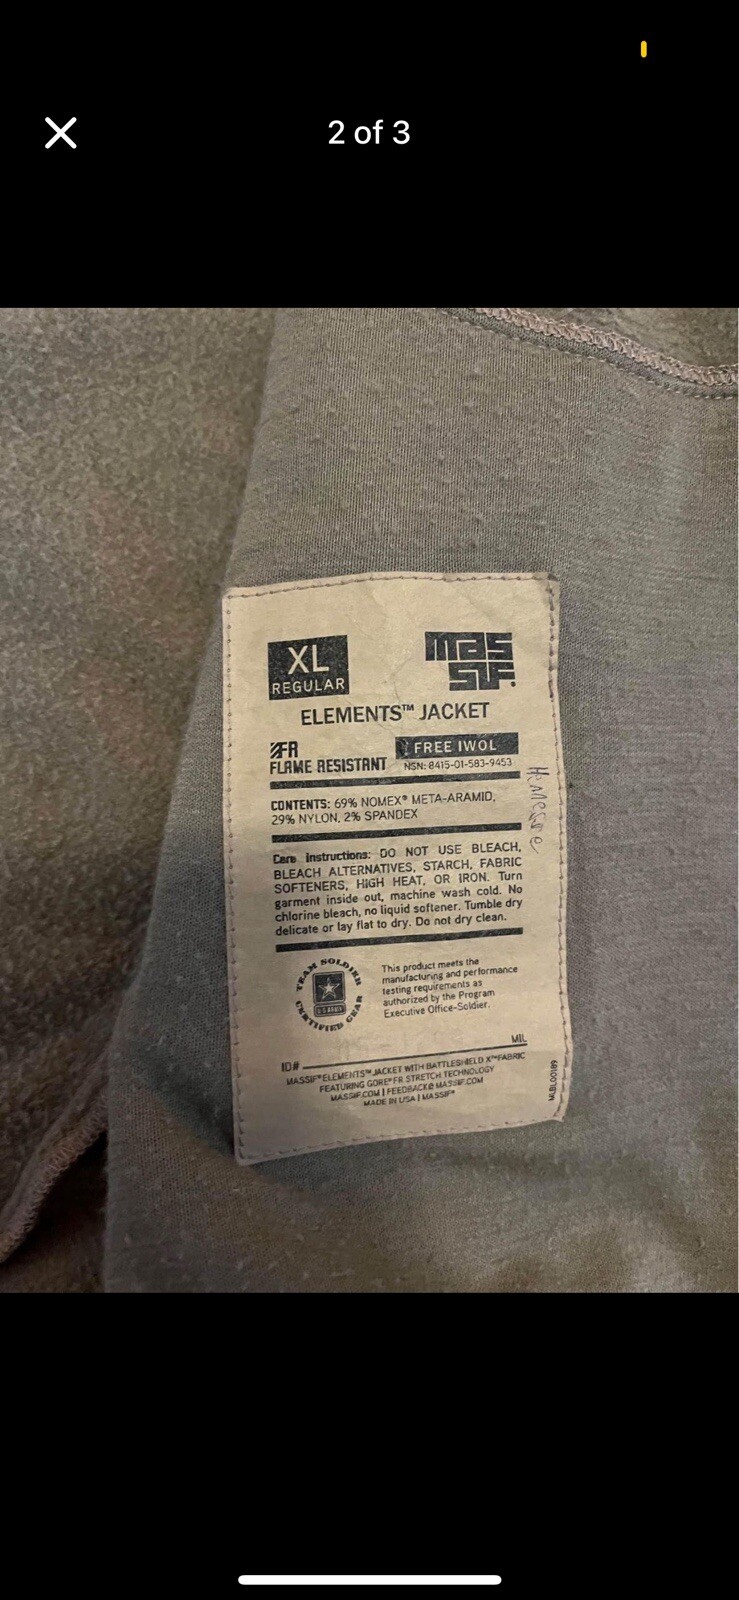 2 of 3
XL
REGULAR
massif.
ELEMENTS™ JACKET
FR
FLAME RESISTANT
FREE IWOL
NSN: 8415-01-583-9453
CONTENTS: 69% NOMEX® META-ARAMID,
29% NYLON, 2% SPANDEX
Care Instructions: DO NOT USE BLEACH,
BLEACH ALTERNATIVES, STARCH, FABRIC
SOFTENERS, HIGH HEAT, OR IRON. Turn
garment inside out, machine wash cold. No
chlorine bleach, no liquid softener. Tumble dry
delicate or lay flat to dry. Do not dry clean.
TEAM SOLDIER
U.S. ARMY
CERTIFIED GEAR
This product meets the
manufacturing and performance
testing requirements as
authorized by the Program
Executive Office-Soldier.
MIL
ID#
MASSIF® ELEMENTS™ JACKET WITH BATTLESHIELD X™ FABRIC
FEATURING GORE® FR STRETCH TECHNOLOGY
MASSIF.COM | FEEDBACK@MASSIF.COM
MADE IN USA | MASSIF®
MLBL00189